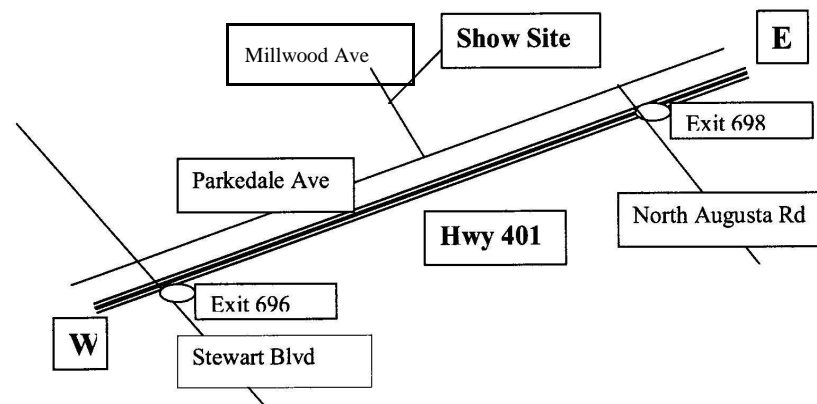 Millwood Ave
Show Site
E
Exit 698
Parkedale Ave
North Augusta Rd
Hwy 401
Exit 696
W
Stewart Blvd